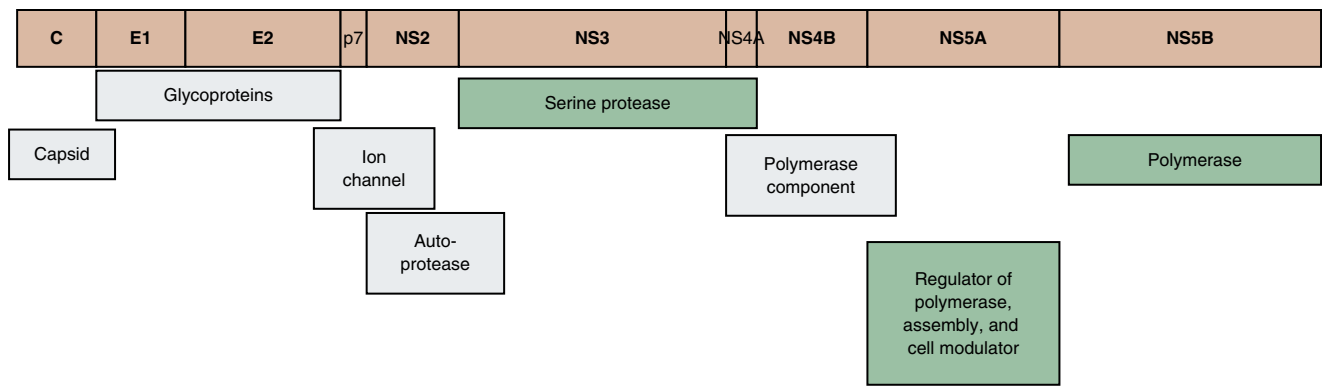 C E1 E2 p7 NS2 NS3 NS4A NS4B NS5A NS5B
Glycoproteins
Serine protease
Capsid
Ion
channel
Polymerase
component
Polymerase
Auto-
protease
Regulator of
polymerase,
assembly, and
cell modulator